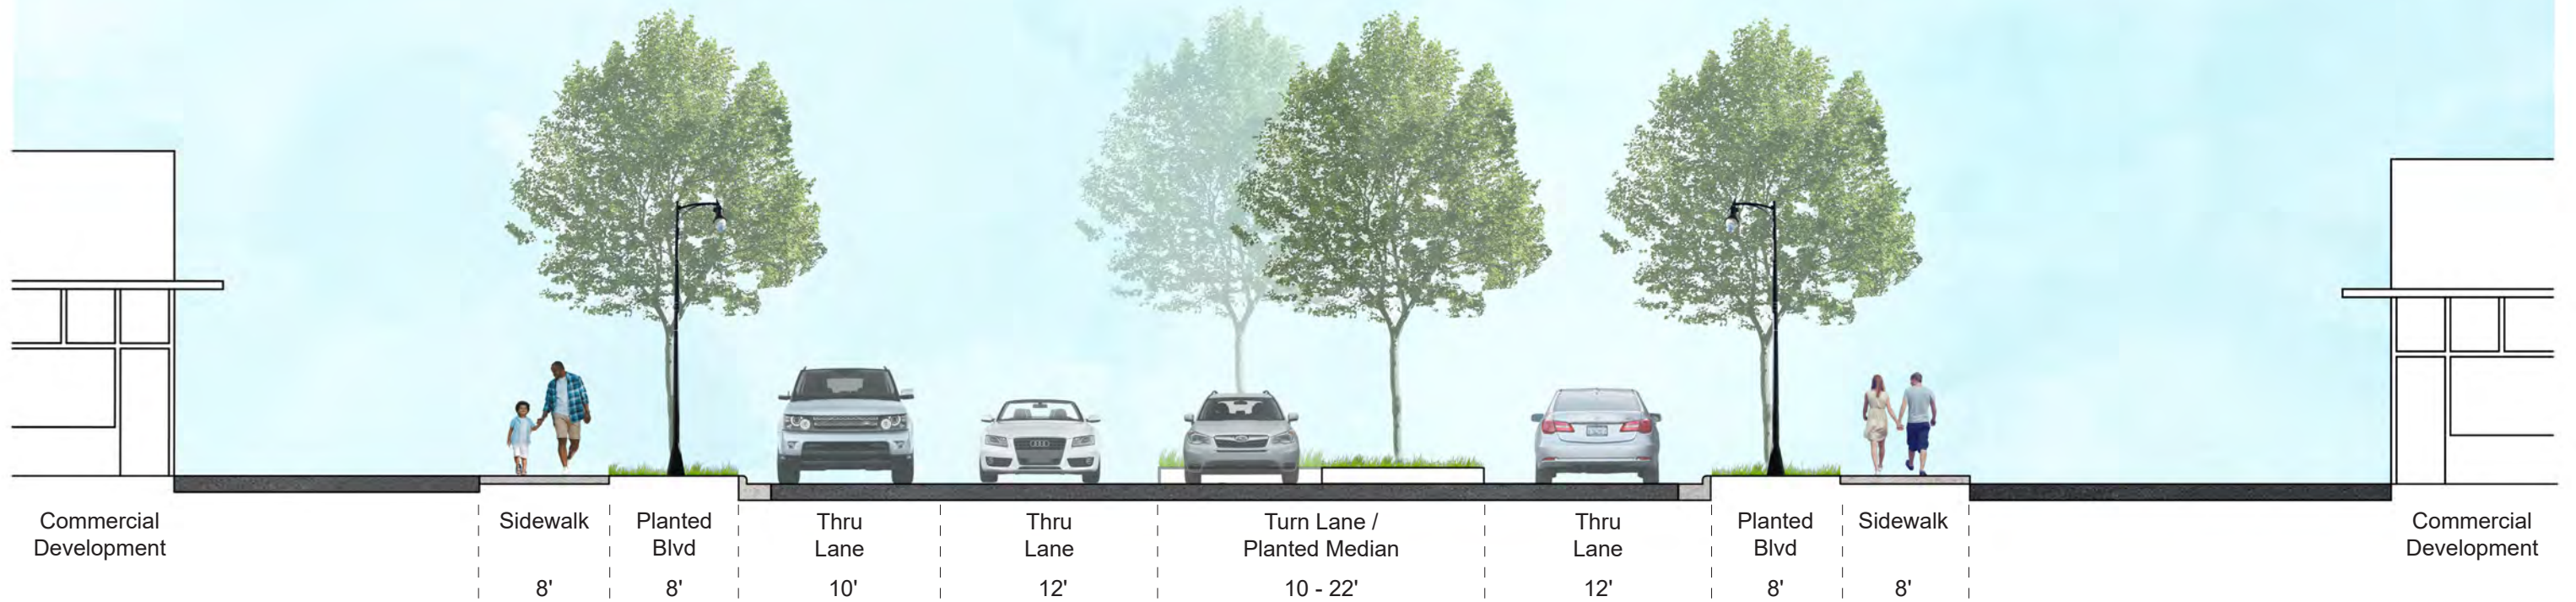 Commercial
Development
Sidewalk
8'
Planted
Blvd
8'
Thru
Lane
10'
Thru
Lane
12'
Turn Lane /
Planted Median
10 - 22'
Thru
Lane
12'
Planted
Blvd
8'
Sidewalk
8'
Commercial
Development